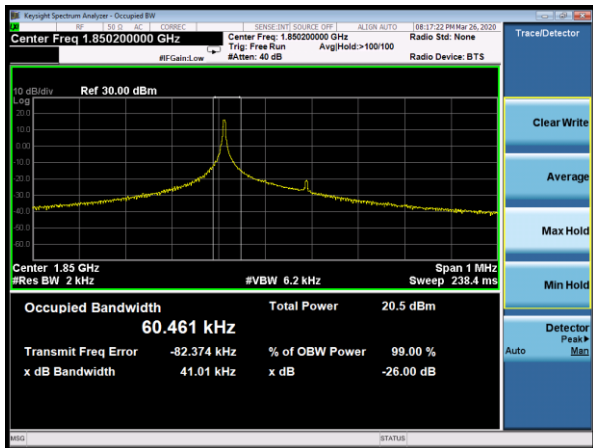 Keysight Spectrum Analyzer - Occupied BW
RF 50 Ω AC CORREC SENSE:INT SOURCE OFF ALIGN AUTO 08:17:22 PM Mar 26, 2020
Center Freq 1.850200000 GHz Center Freq: 1.850200000 GHz Radio Std: None
Trig: Free Run Avg|Hold:>100/100
#IFGain:Low #Atten: 40 dB Radio Device: BTS
Trace/Detector
10 dB/div Ref 30.00 dBm
Log
20.0
10.0
0.00
-10.0
-20.0
-30.0
-40.0
-50.0
-60.0
Center 1.85 GHz Span 1 MHz
#Res BW 2 kHz #VBW 6.2 kHz Sweep 238.4 ms
Occupied Bandwidth Total Power 20.5 dBm
60.461 kHz
Transmit Freq Error -82.374 kHz % of OBW Power 99.00 %
x dB Bandwidth 41.01 kHz x dB -26.00 dB
Clear Write
Average
Max Hold
Min Hold
Detector
Peak▶
Auto Man
MSG STATUS